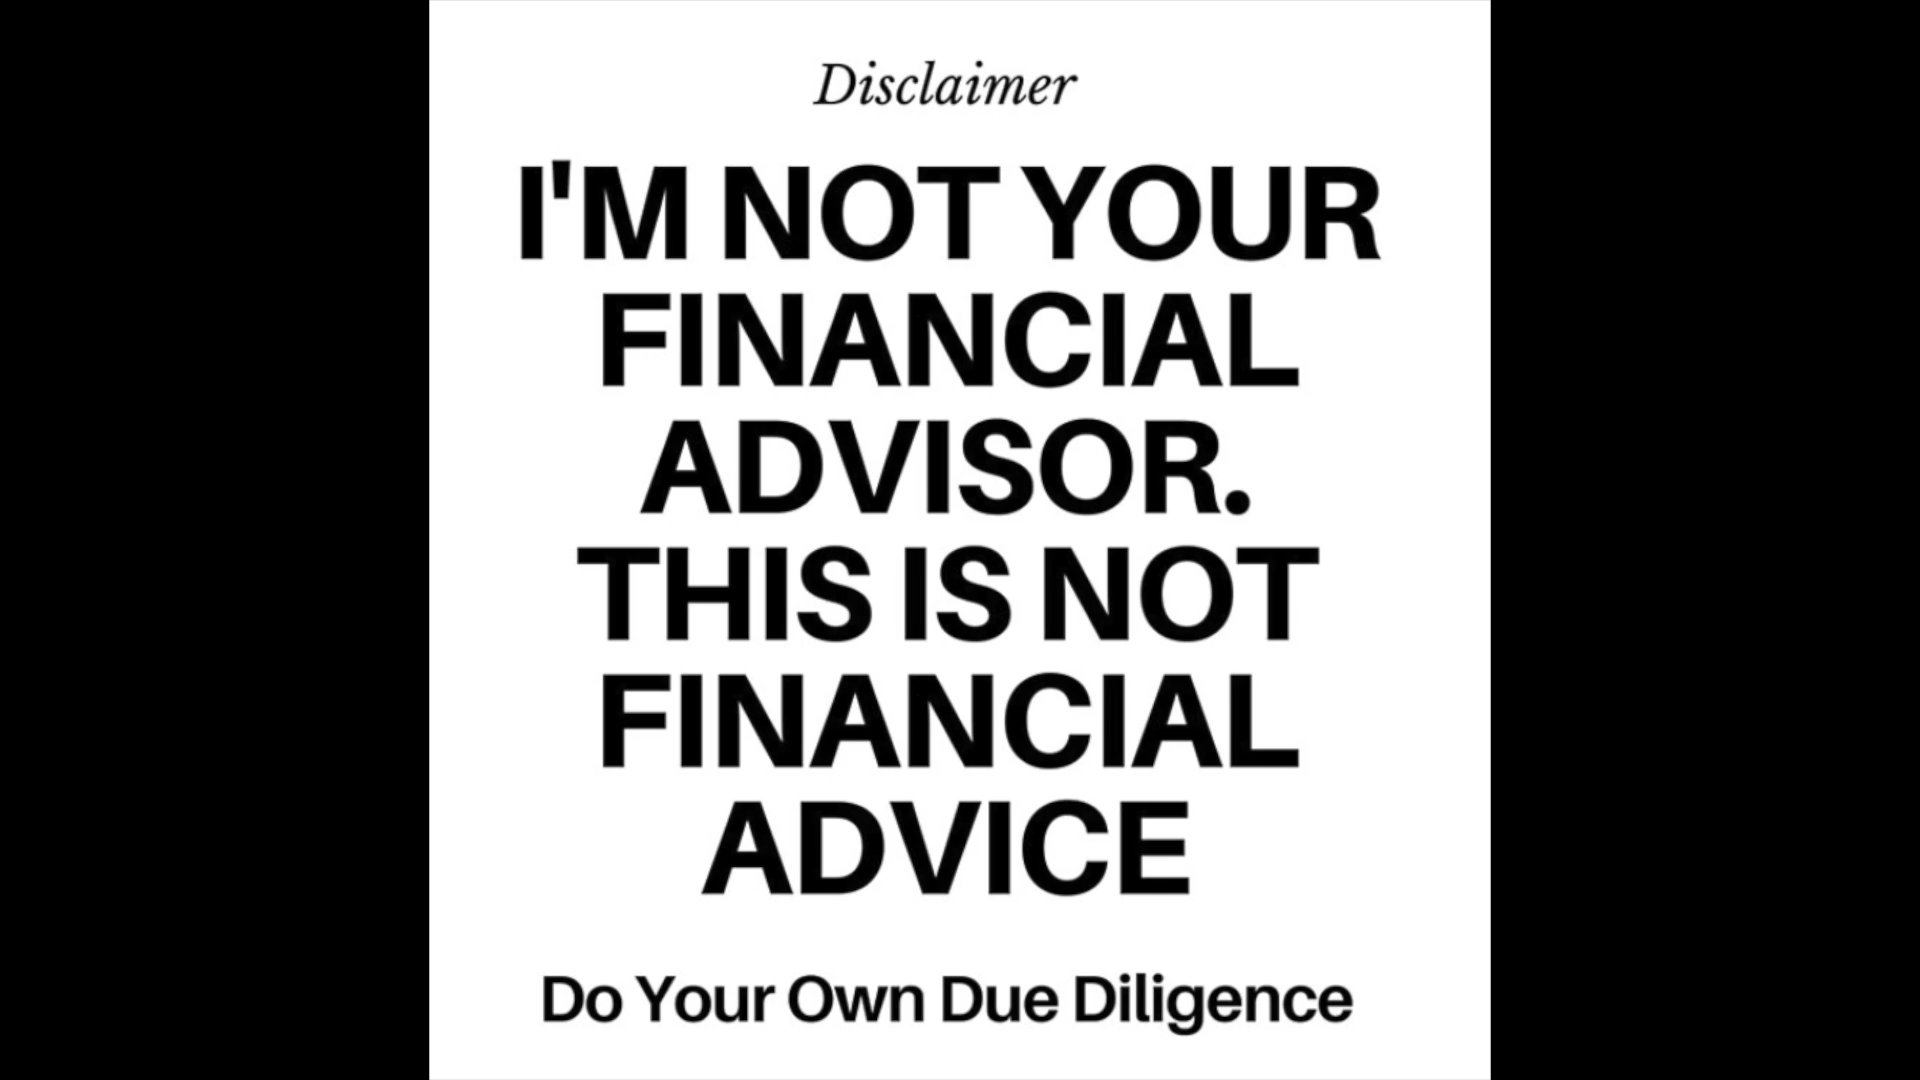 Disclaimer
I'M NOT YOUR
FINANCIAL
ADVISOR.
THIS IS NOT
FINANCIAL
ADVICE
Do Your Own Due Diligence